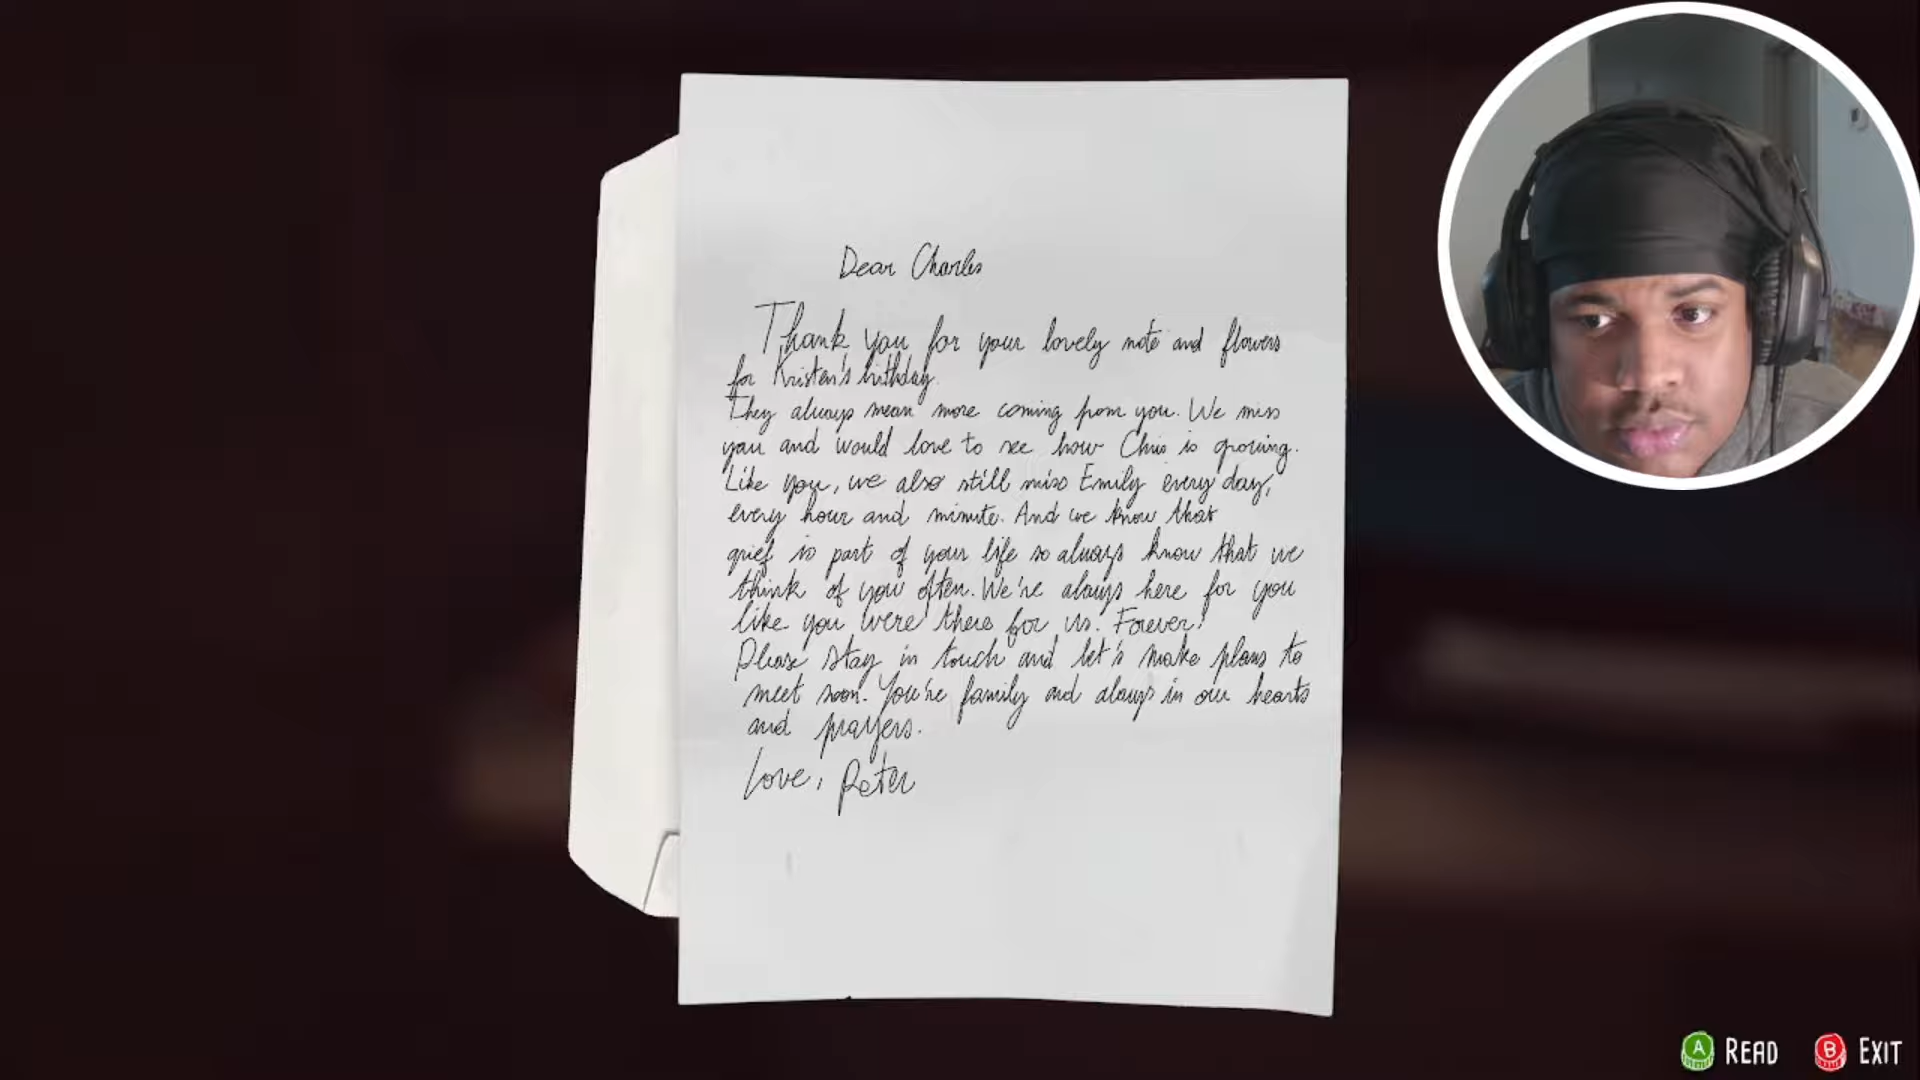 Dear Charles
Thank you for your lovely note and flowers
for Kristen's birthday.
They always mean more coming from you. We miss
you and would love to see how Chris is growing.
Like you, we also still miss Emily every day,
every hour and minute. And we know that
grief is part of your life so always know that we
think of you often. We're always here for you
like you were there for us. Forever!
Please stay in touch and let's make plans to
meet soon. You're family and always in our hearts
and prayers.
Love, Peter
A READ B EXIT